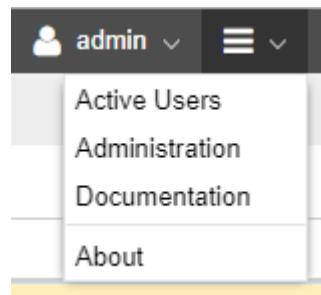 admin
Active Users
Administration
Documentation
About